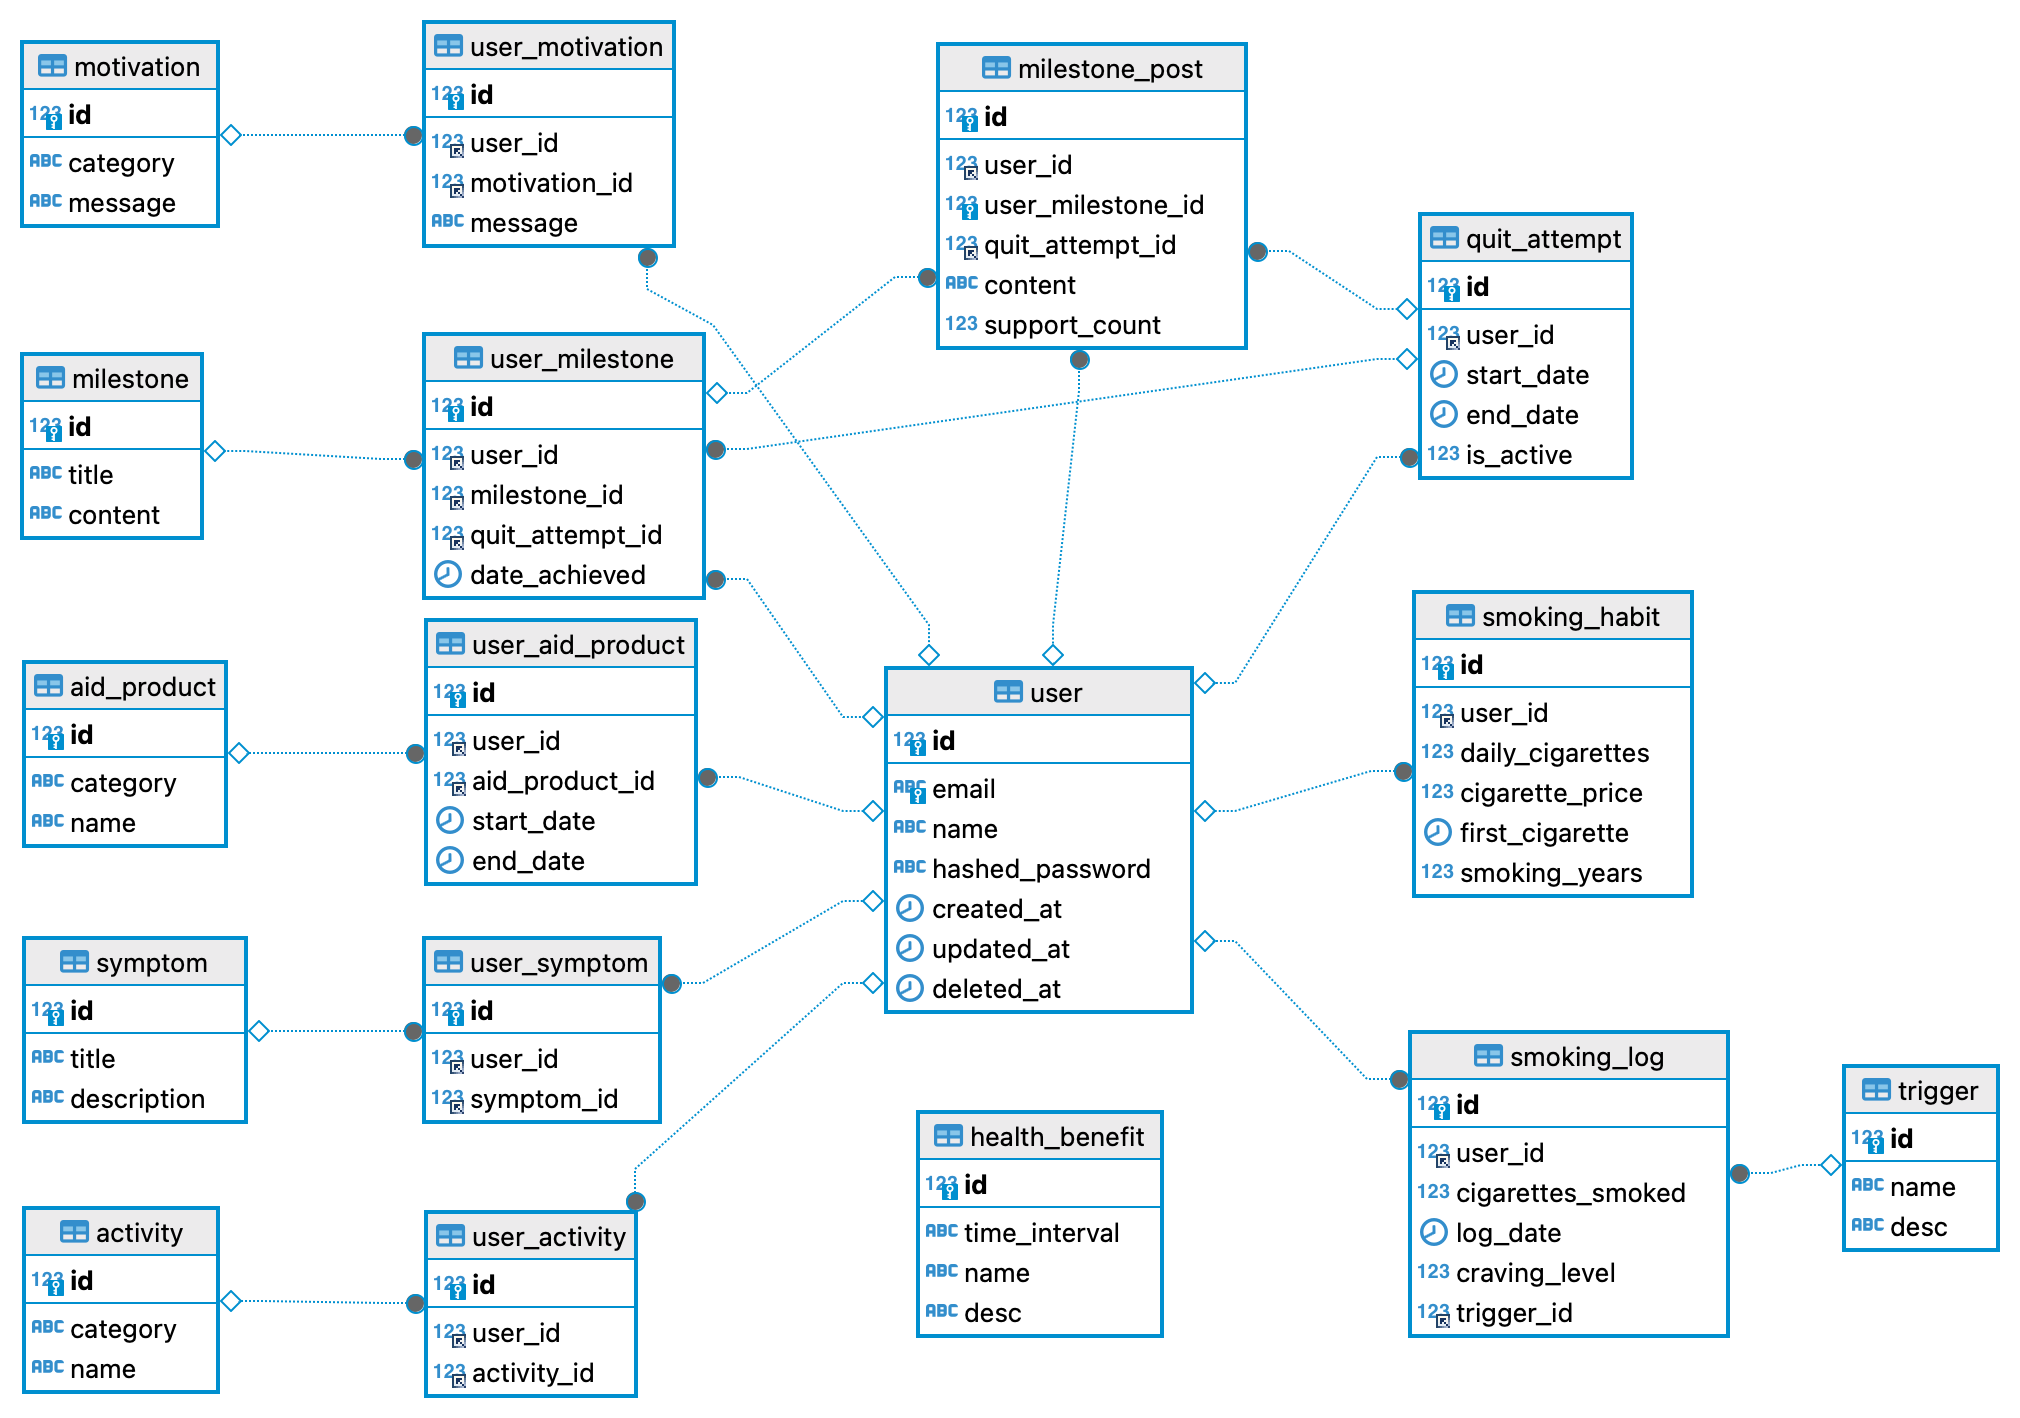 motivation
123 id
ABC category
ABC message
user_motivation
123 id
123 user_id
123 motivation_id
ABC message
milestone_post
123 id
123 user_id
123 user_milestone_id
123 quit_attempt_id
ABC content
123 support_count
quit_attempt
123 id
123 user_id
start_date
end_date
123 is_active
milestone
123 id
ABC title
ABC content
user_milestone
123 id
123 user_id
123 milestone_id
123 quit_attempt_id
date_achieved
aid_product
123 id
ABC category
ABC name
user_aid_product
123 id
123 user_id
123 aid_product_id
start_date
end_date
user
123 id
ABC email
ABC name
ABC hashed_password
created_at
updated_at
deleted_at
smoking_habit
123 id
123 user_id
123 daily_cigarettes
123 cigarette_price
first_cigarette
123 smoking_years
symptom
123 id
ABC title
ABC description
user_symptom
123 id
123 user_id
123 symptom_id
activity
123 id
ABC category
ABC name
user_activity
123 id
123 user_id
123 activity_id
health_benefit
123 id
ABC time_interval
ABC name
ABC desc
smoking_log
123 id
123 user_id
123 cigarettes_smoked
log_date
123 craving_level
123 trigger_id
trigger
123 id
ABC name
ABC desc